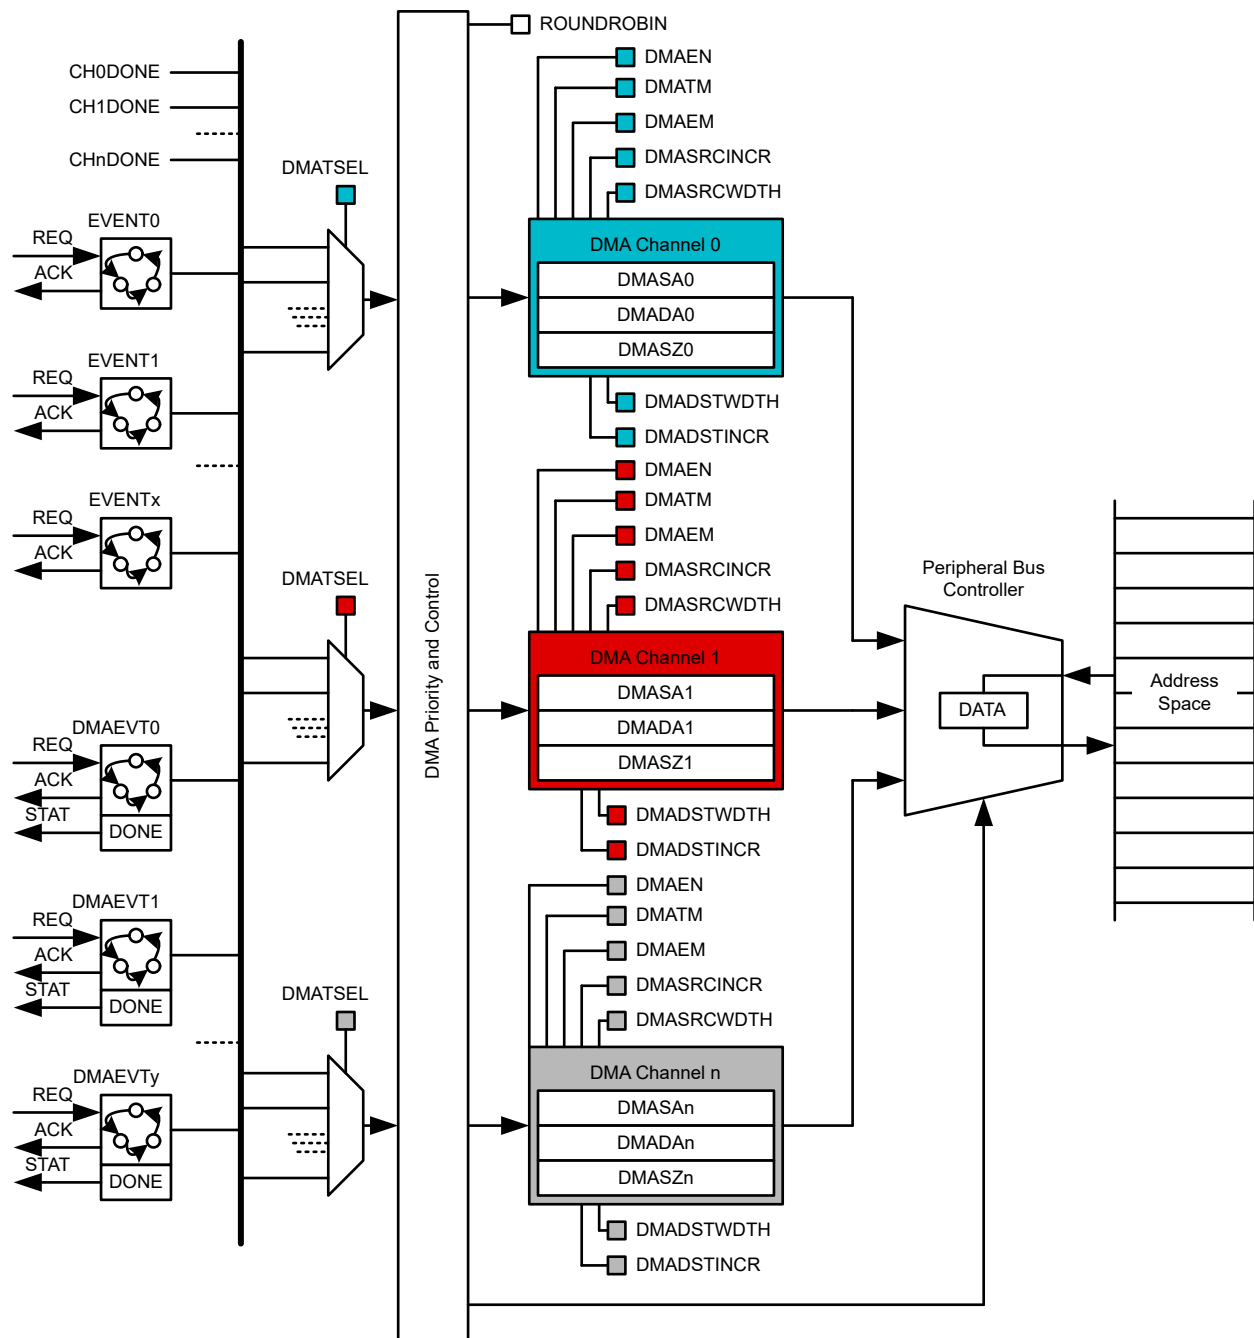 ROUNDROBIN
CH0DONE
CH1DONE
CHnDONE
EVENT0
REQ
ACK
EVENT1
REQ
ACK
EVENTx
REQ
ACK
DMAEVT0
REQ
ACK
STAT
DONE
DMAEVT1
REQ
ACK
STAT
DONE
DMAEVTy
REQ
ACK
STAT
DONE
DMATSEL
DMATSEL
DMATSEL
DMA Priority and Control
DMAEN
DMATM
DMAEM
DMASRCINCR
DMASRCWDTH
DMA Channel 0
DMASA0
DMADA0
DMASZ0
DMADSTWDTH
DMADSTINCR
DMAEN
DMATM
DMAEM
DMASRCINCR
DMASRCWDTH
DMA Channel 1
DMASA1
DMADA1
DMASZ1
DMADSTWDTH
DMADSTINCR
DMAEN
DMATM
DMAEM
DMASRCINCR
DMASRCWDTH
DMA Channel n
DMASAn
DMADAn
DMASZn
DMADSTWDTH
DMADSTINCR
Peripheral Bus
Controller
DATA
Address
Space